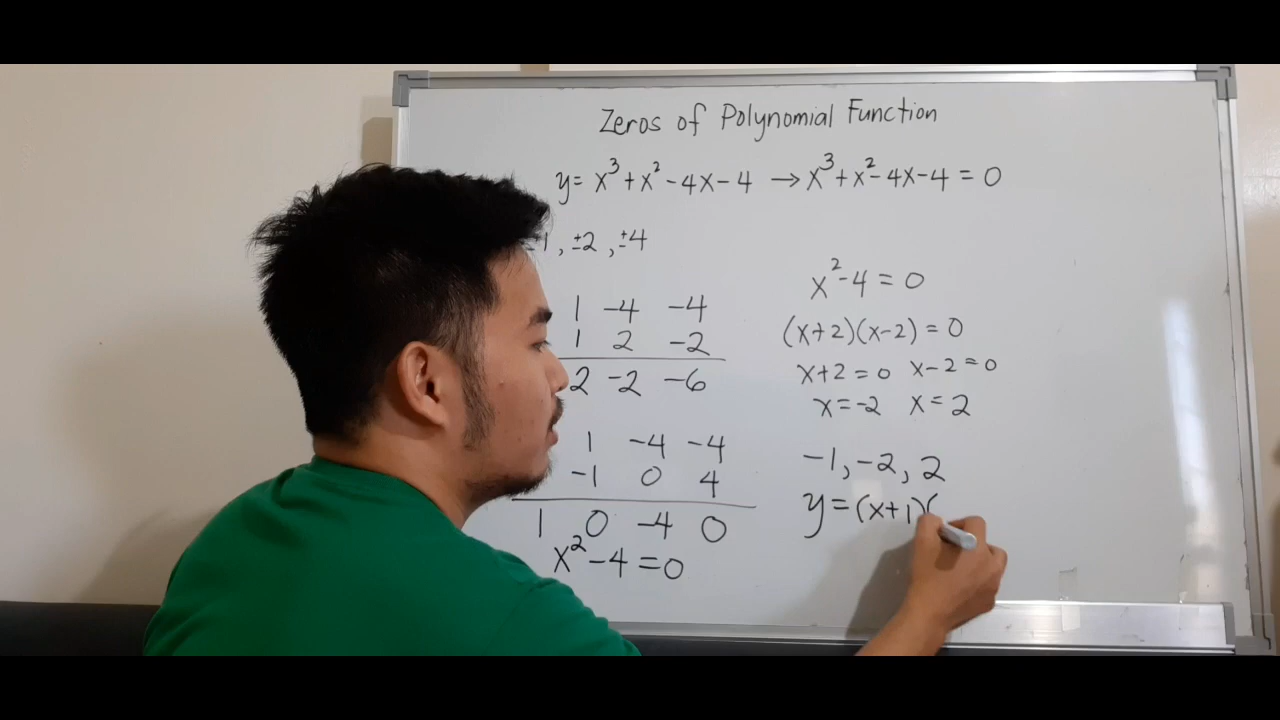 Zeros of Polynomial Function
y = x³ + x² - 4x - 4 → x³ + x² - 4x - 4 = 0
±1, ±2, ±4
1 -4 -4
1 2 -2
2 -2 -6
1 -4 -4
-1 0 4
1 0 -4 0
x² - 4 = 0
x² - 4 = 0
(x+2)(x-2) = 0
x+2 = 0 x-2 = 0
x = -2 x = 2
-1, -2, 2
y = (x+1)(